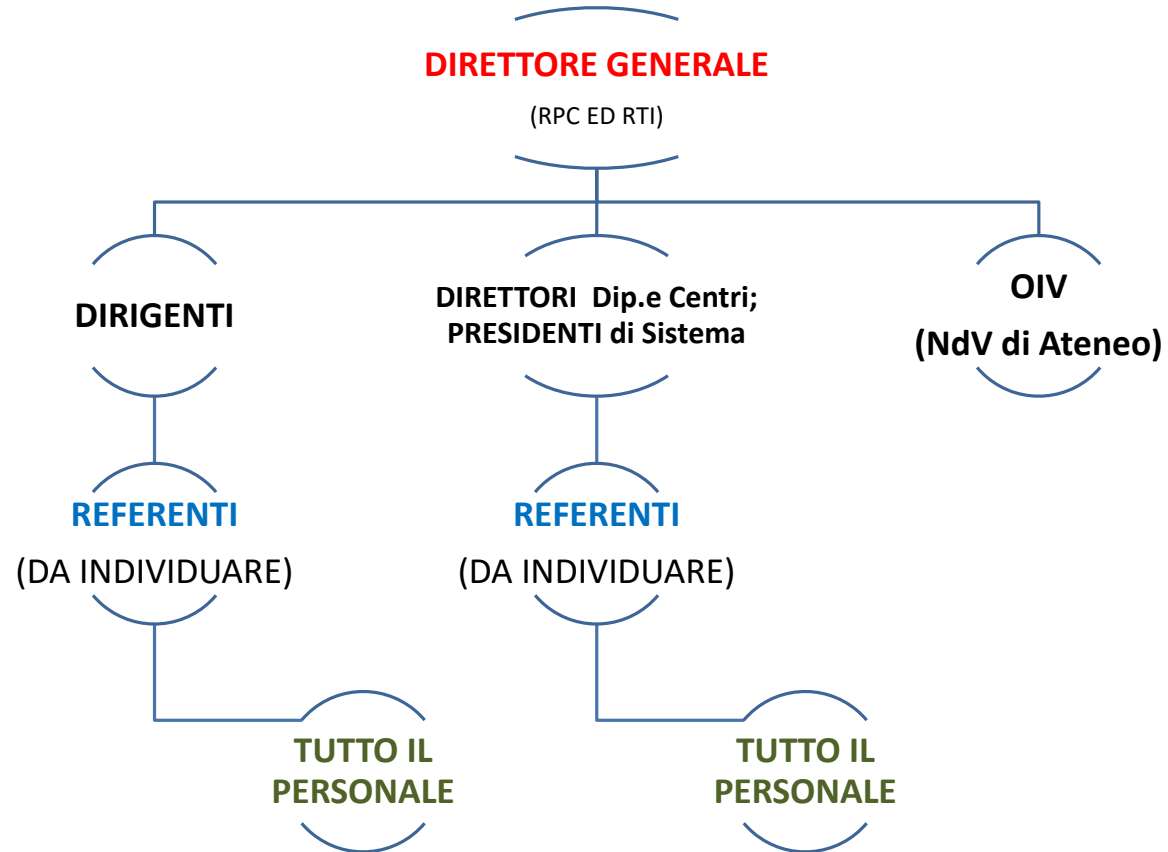 DIRETTORE GENERALE
(RPC ED RTI)
DIRIGENTI
DIRETTORI Dip.e Centri;
PRESIDENTI di Sistema
OIV
(NdV di Ateneo)
REFERENTI
(DA INDIVIDUARE)
REFERENTI
(DA INDIVIDUARE)
TUTTO IL
PERSONALE
TUTTO IL
PERSONALE